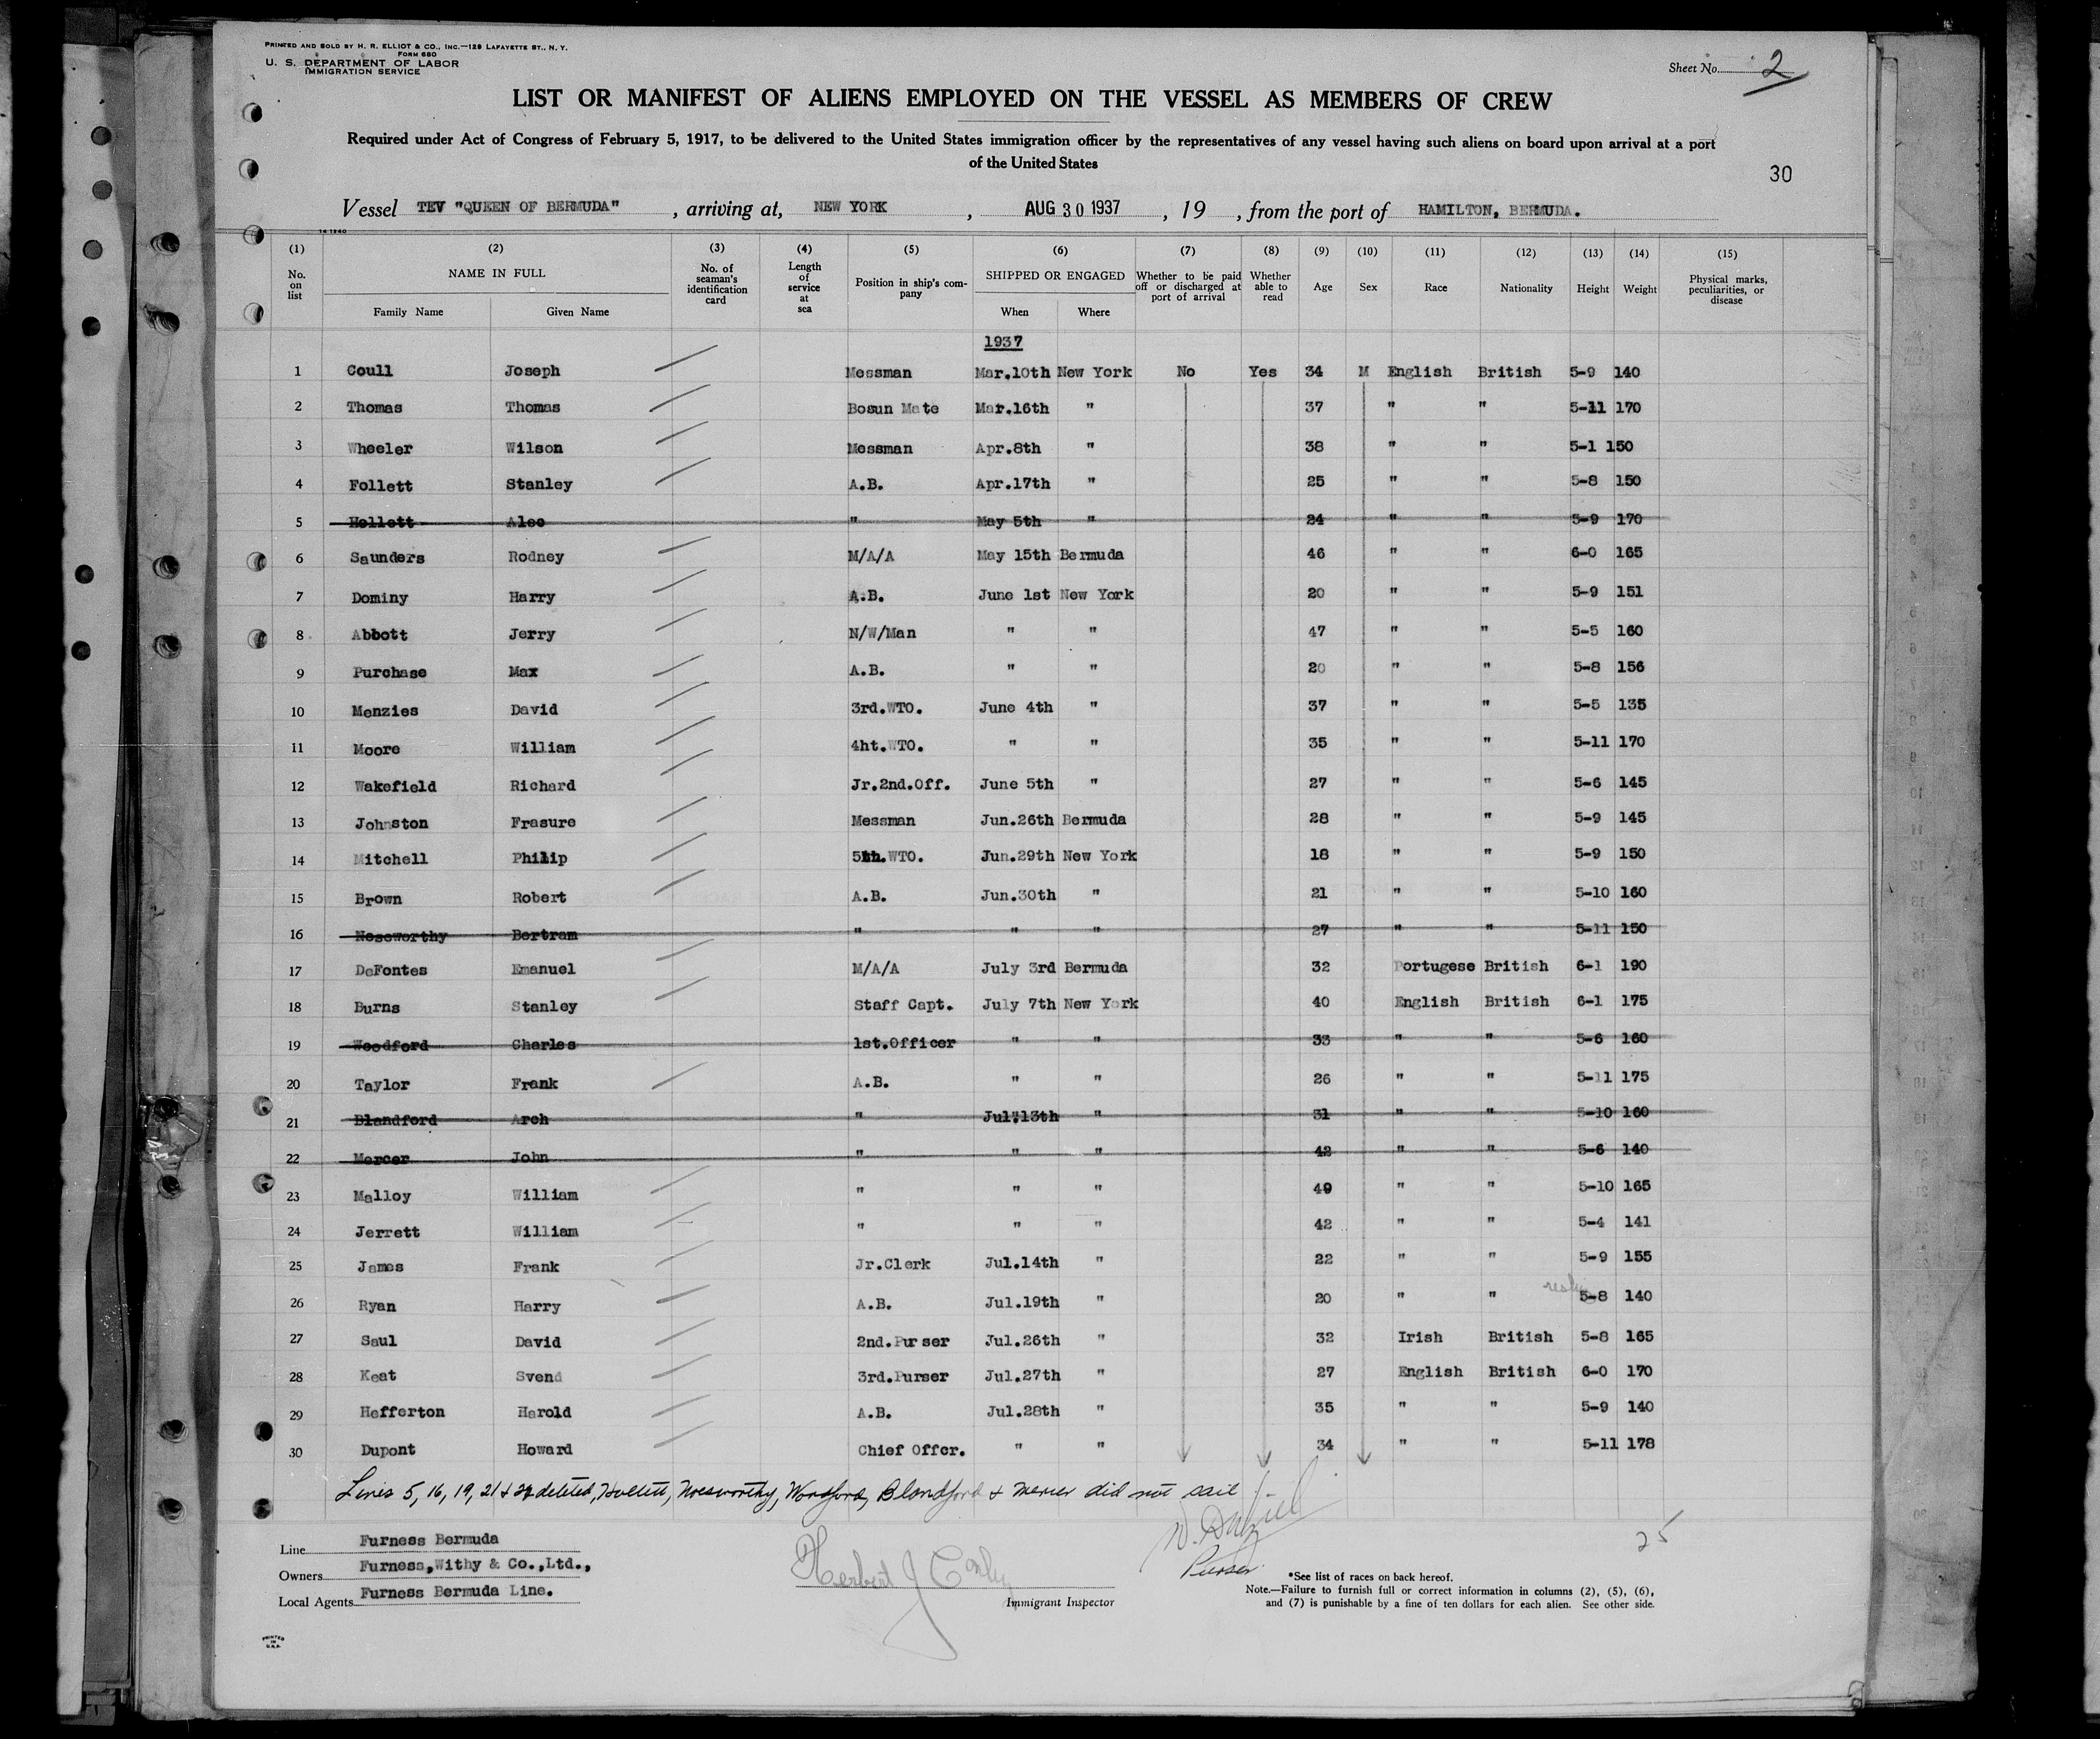 PRINTED AND SOLD BY H. R. ELLIOT & CO., INC.—129 LAFAYETTE ST., N. Y.
FORM 680
U. S. DEPARTMENT OF LABOR
IMMIGRATION SERVICE
Sheet No. 2
LIST OR MANIFEST OF ALIENS EMPLOYED ON THE VESSEL AS MEMBERS OF CREW
Required under Act of Congress of February 5, 1917, to be delivered to the United States immigration officer by the representatives of any vessel having such aliens on board upon arrival at a port
of the United States
30
Vessel TEV "QUEEN OF BERMUDA", arriving at, NEW YORK, AUG 30 1937, 19 , from the port of HAMILTON, BERMUDA.
14 1240
(1) (2) (3) (4) (5) (6) (7) (8) (9) (10) (11) (12) (13) (14) (15)
No. on list NAME IN FULL Family Name Given Name No. of seaman's identification card Length of service at sea Position in ship's company SHIPPED OR ENGAGED When Where Whether to be paid off or discharged at port of arrival Whether able to read Age Sex Race Nationality Height Weight Physical marks, peculiarities, or disease
1937
1 Coull Joseph Messman Mar.10th New York No Yes 34 M English British 5-9 140
2 Thomas Thomas Bosun Mate Mar.16th " 37 " " 5-11 170
3 Wheeler Wilson Messman Apr.8th " 38 " " 5-1 150
4 Follett Stanley A.B. Apr.17th " 25 " " 5-8 150
5 Hollett Alec " May 5th " 24 " " 5-9 170
6 Saunders Rodney M/A/A May 15th Bermuda 46 " " 6-0 165
7 Dominy Harry A.B. June 1st New York 20 " " 5-9 151
8 Abbott Jerry N/W/Man " " 47 " " 5-5 160
9 Purchase Max A.B. " " 20 " " 5-8 156
10 Menzies David 3rd.WTO. June 4th " 37 " " 5-5 135
11 Moore William 4ht.WTO. " " 35 " " 5-11 170
12 Wakefield Richard Jr.2nd.Off. June 5th " 27 " " 5-6 145
13 Johnston Frasure Messman Jun.26th Bermuda 28 " " 5-9 145
14 Mitchell Philip 5th.WTO. Jun.29th New York 18 " " 5-9 150
15 Brown Robert A.B. Jun.30th " 21 " " 5-10 160
16 Noseworthy Bertram " " " 27 " " 5-11 150
17 DeFontes Emanuel M/A/A July 3rd Bermuda 32 Portugese British 6-1 190
18 Burns Stanley Staff Capt. July 7th New York 40 English British 6-1 175
19 Woodford Charles 1st.Officer " " 33 " " 5-6 160
20 Taylor Frank A.B. " " 26 " " 5-11 175
21 Blandford Arch " Jul.13th " 31 " " 5-10 160
22 Mercer John " " " 42 " " 5-6 140
23 Malloy William " " " 49 " " 5-10 165
24 Jerrett William " " " 42 " " 5-4 141
25 James Frank Jr.Clerk Jul.14th " 22 " " 5-9 155
26 Ryan Harry A.B. Jul.19th " 20 " " 5-8 140
27 Saul David 2nd.Purser Jul.26th " 32 Irish British 5-8 165
28 Keat Svend 3rd.Purser Jul.27th " 27 English British 6-0 170
29 Hefferton Harold A.B. Jul.28th " 35 " " 5-9 140
30 Dupont Howard Chief Offcr. " " 34 " " 5-11 178
Lines 5, 16, 19, 21 & 22 deleted, Hollett, Noseworthy, Woodford, Blandford & Mercer did not sail
Purser
25
Line Furness Bermuda
Owners Furness,Withy & Co.,Ltd.,
Local Agents Furness Bermuda Line.
Herbert J
Immigrant Inspector
*See list of races on back hereof.
Note.—Failure to furnish full or correct information in columns (2), (5), (6),
and (7) is punishable by a fine of ten dollars for each alien. See other side.
PRINTED
IN
U.S.A.